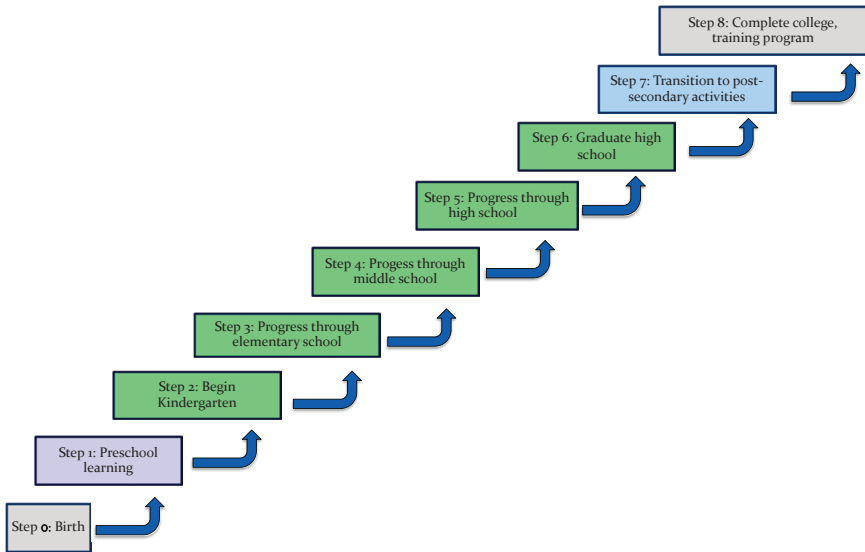 Step 8: Complete college,
training program
Step 7: Transition to post-
secondary activities
Step 6: Graduate high
school
Step 5: Progress through
high school
Step 4: Progess through
middle school
Step 3: Progress through
elementary school
Step 2: Begin
Kindergarten
Step 1: Preschool
learning
Step 0: Birth